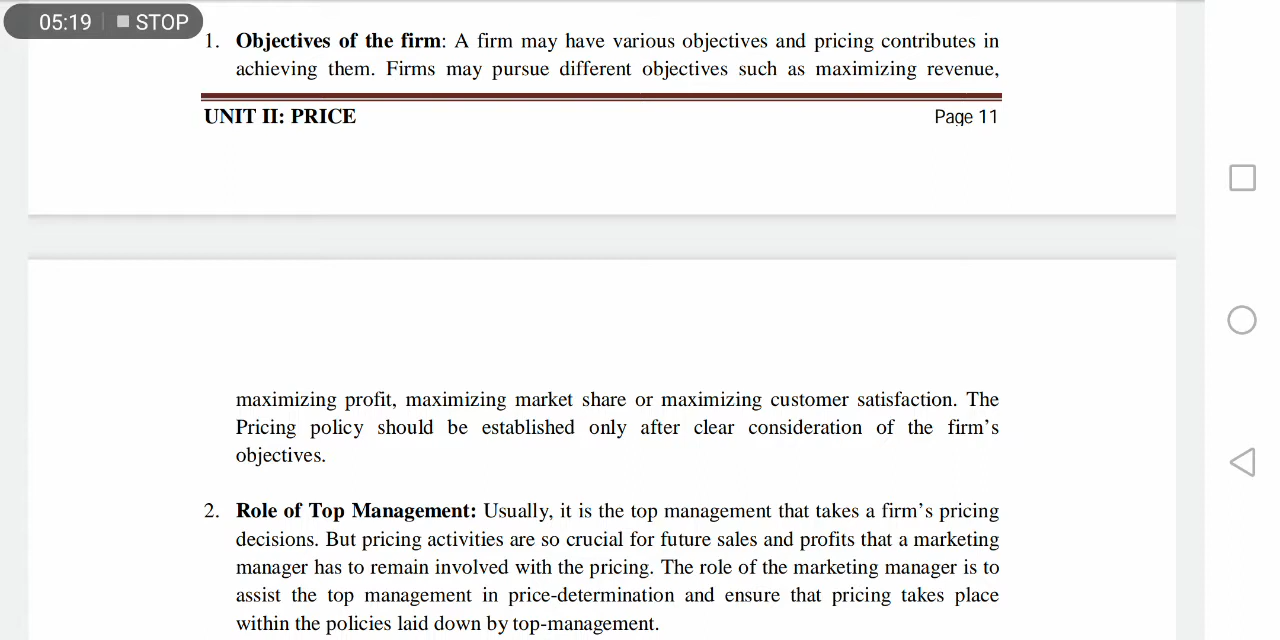 05:19 STOP
1. Objectives of the firm: A firm may have various objectives and pricing contributes in
achieving them. Firms may pursue different objectives such as maximizing revenue,
UNIT II: PRICE Page 11
maximizing profit, maximizing market share or maximizing customer satisfaction. The
Pricing policy should be established only after clear consideration of the firm’s
objectives.
2. Role of Top Management: Usually, it is the top management that takes a firm’s pricing
decisions. But pricing activities are so crucial for future sales and profits that a marketing
manager has to remain involved with the pricing. The role of the marketing manager is to
assist the top management in price-determination and ensure that pricing takes place
within the policies laid down by top-management.